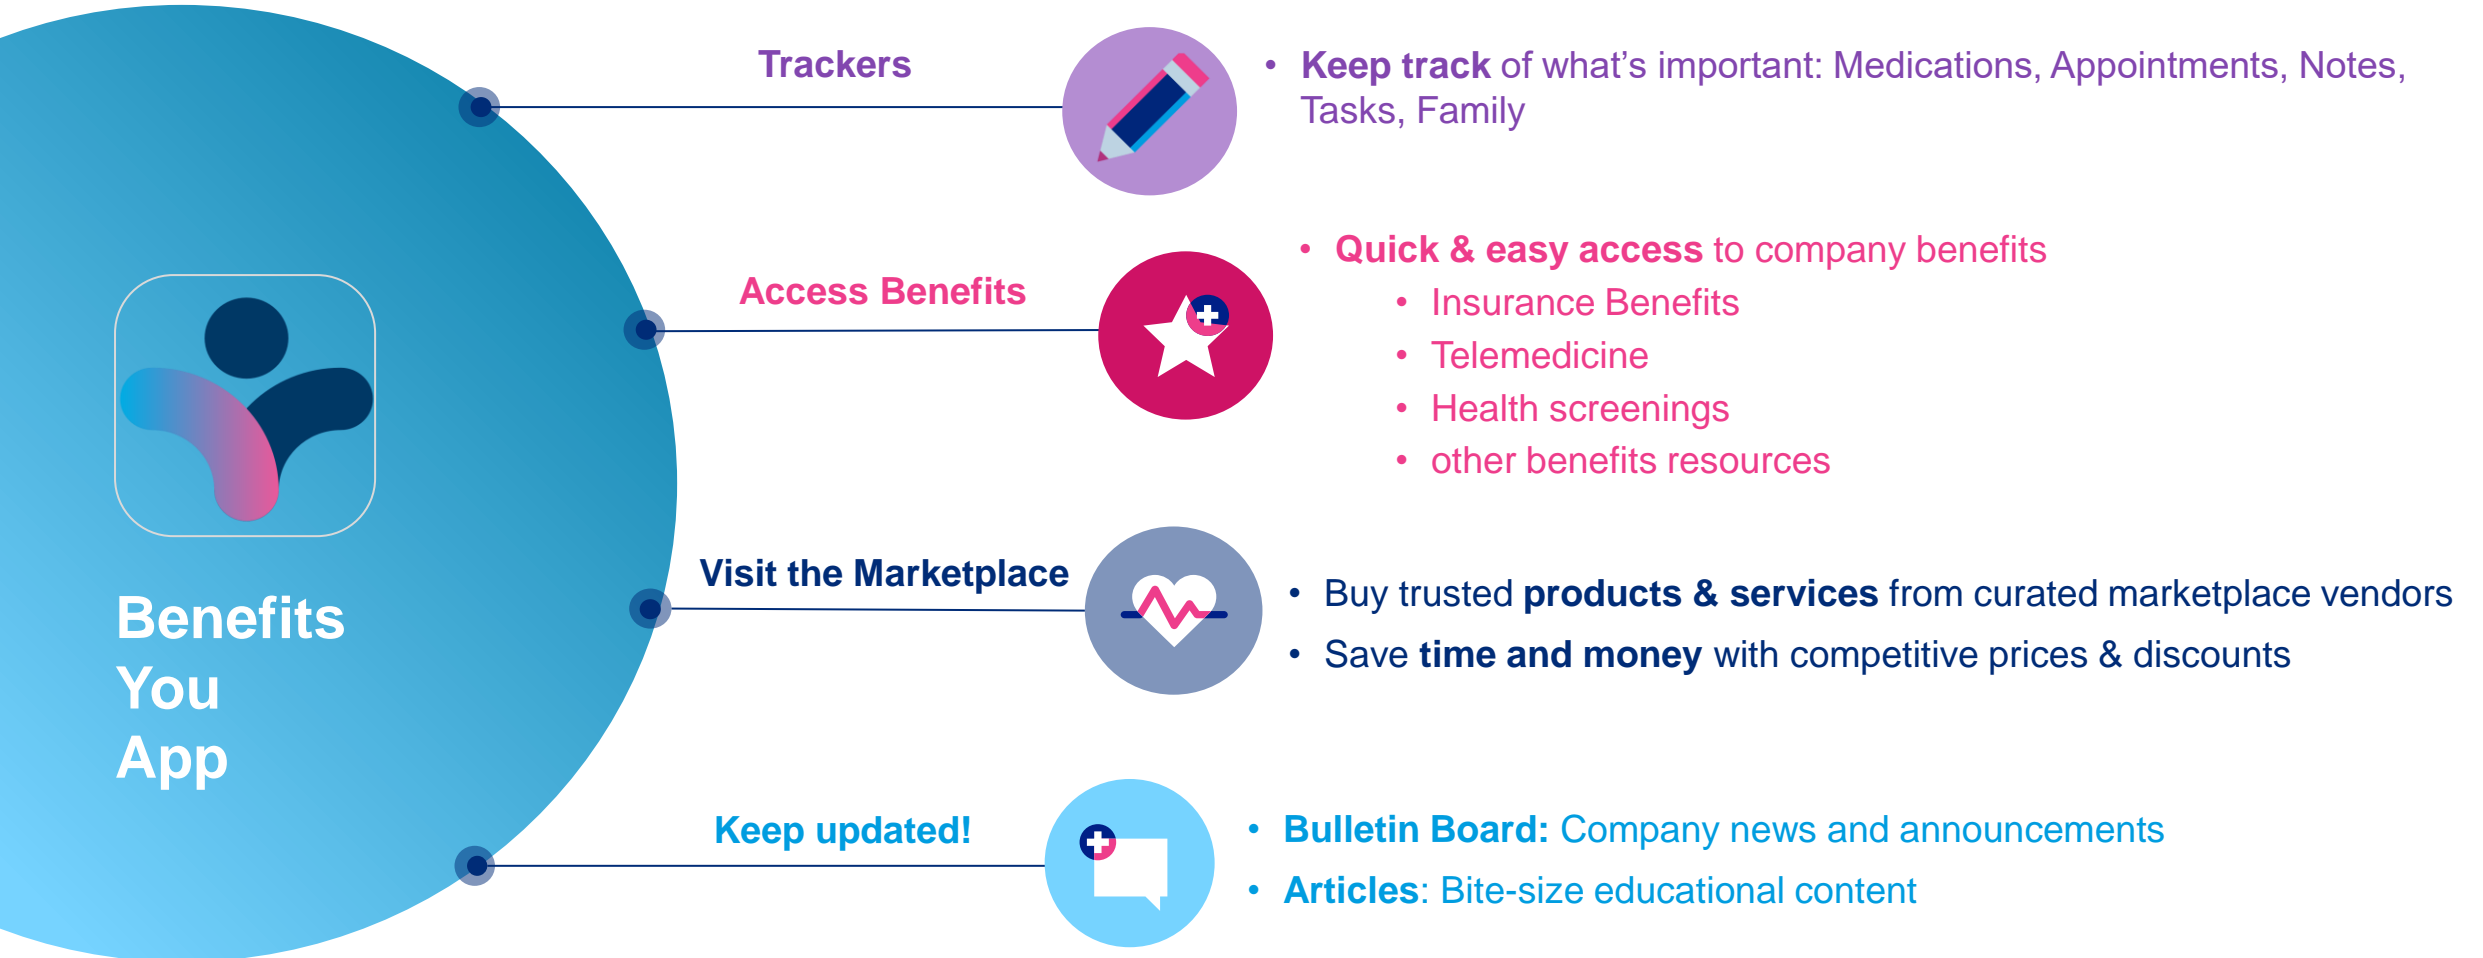 Benefits
You
App
Trackers
• Keep track of what’s important: Medications, Appointments, Notes,
Tasks, Family
Access Benefits
• Quick & easy access to company benefits
• Insurance Benefits
• Telemedicine
• Health screenings
• other benefits resources
Visit the Marketplace
• Buy trusted products & services from curated marketplace vendors
• Save time and money with competitive prices & discounts
Keep updated!
• Bulletin Board: Company news and announcements
• Articles: Bite-size educational content